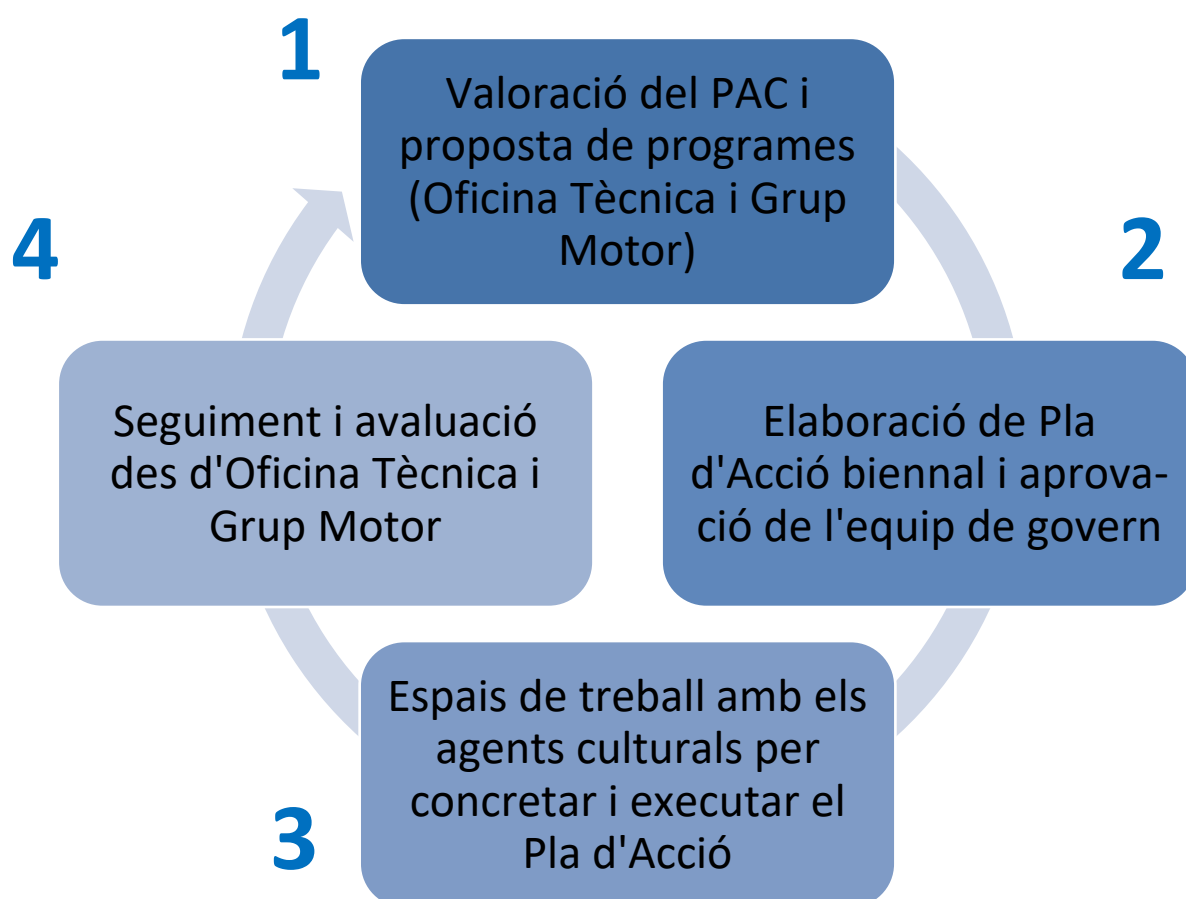 1
Valoració del PAC i
proposta de programes
(Oficina Tècnica i Grup
Motor)
2
Elaboració de Pla
d'Acció biennal i aprova-
ció de l'equip de govern
3
Espais de treball amb els
agents culturals per
concretar i executar el
Pla d'Acció
4
Seguiment i avaluació
des d'Oficina Tècnica i
Grup Motor